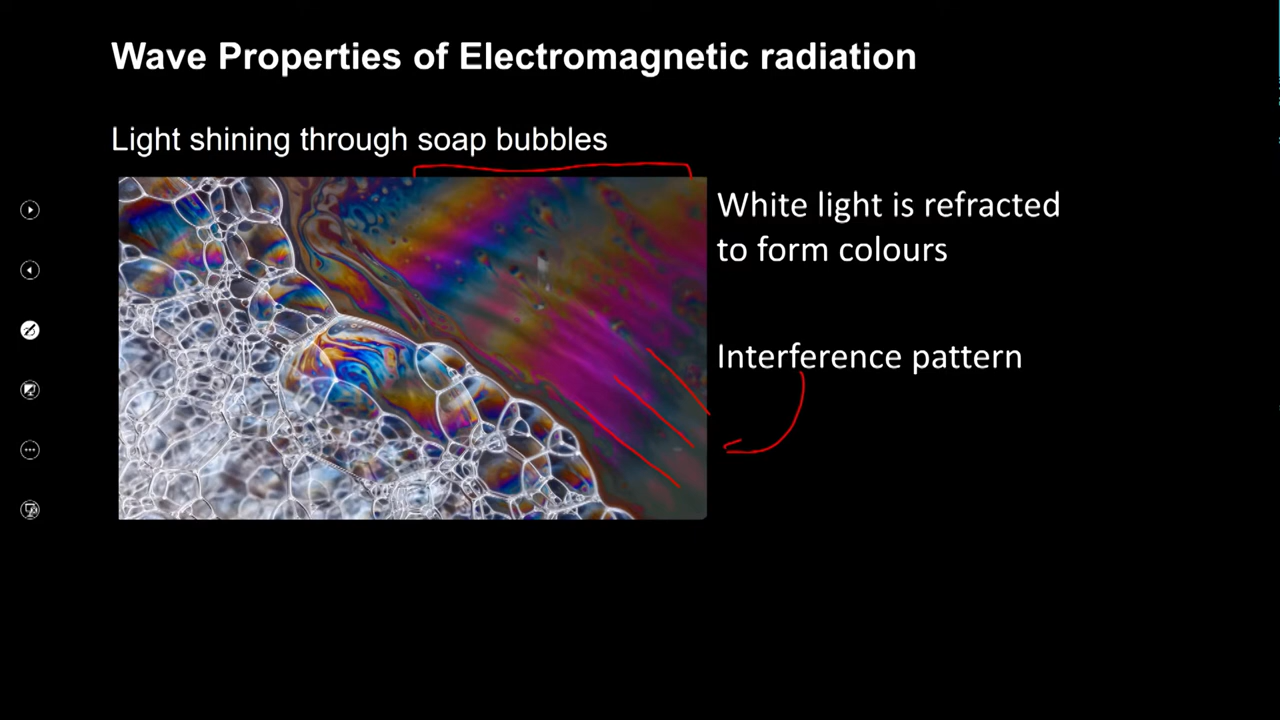 Wave Properties of Electromagnetic radiation
Light shining through soap bubbles
White light is refracted
to form colours
Interference pattern